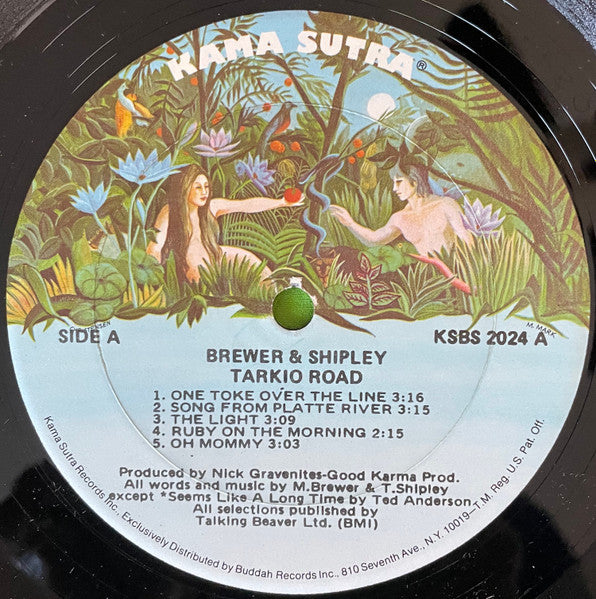 KAMA SUTRA®
CHRISTENSEN
M. MARK
SIDE A
KSBS 2024 A
BREWER & SHIPLEY
TARKIO ROAD
1. ONE TOKE OVER THE LINE 3:16
2. SONG FROM PLATTE RIVER 3:15
3. THE LIGHT 3:09
4. RUBY ON THE MORNING 2:15
5. OH MOMMY 3:03
Produced by Nick Gravenites-Good Karma Prod.
All words and music by M.Brewer & T.Shipley
except *Seems Like A Long Time by Ted Anderson.
All selections published by
Talking Beaver Ltd. (BMI)
Kama Sutra Records Inc., Exclusively Distributed by Buddah Records Inc., 810 Seventh Ave., N.Y. 10019—T.M. Reg. U.S. Pat. Off.